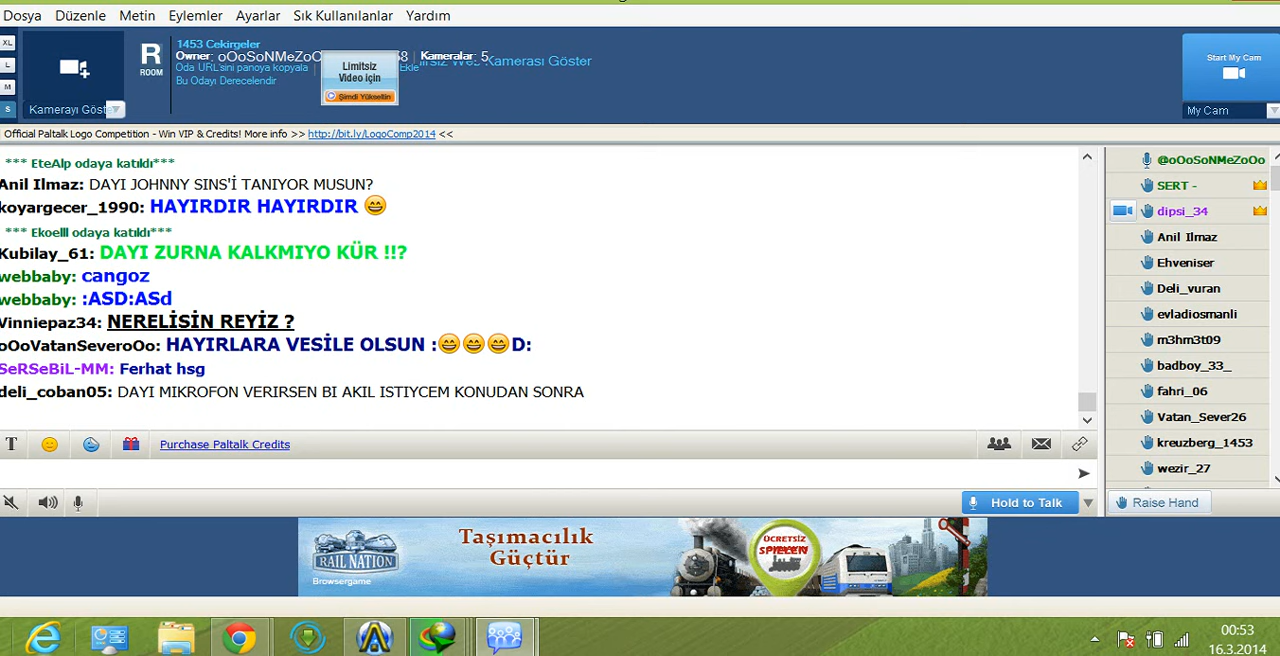 Dosya Düzenle Metin Eylemler Ayarlar Sık Kullanılanlar Yardım
XL
L
M
S
Kamerayı Göst
R
ROOM
1453 Cekirgeler
Owner: oOoSoNMeZoO 8 | Kameralar: 5
Oda URL'sini panoya kopyala | Ekle Web Kamerası Göster
Bu Odayı Derecelendir
Limitsiz
Video için
Şimdi Yükseltin
Start My Cam
My Cam
Official Paltalk Logo Competition - Win VIP & Credits! More info >> http://bit.ly/LogoComp2014 <<
*** EteAlp odaya katıldı***
Anil Ilmaz: DAYI JOHNNY SINS'İ TANIYOR MUSUN?
koyargecer_1990: HAYIRDIR HAYIRDIR 😄
*** Ekoelll odaya katıldı***
Kubilay_61: DAYI ZURNA KALKMIYO KÜR !!?
webbaby: cangoz
webbaby: :ASD:ASd
Vinniepaz34: NERELİSİN REYİZ ?
oOoVatanSeveroOo: HAYIRLARA VESİLE OLSUN :😄😄😄D:
SeRSeBiL-MM: Ferhat hsg
deli_coban05: DAYI MIKROFON VERIRSEN BI AKIL ISTIYCEM KONUDAN SONRA
@oOoSoNMeZoOo
SERT -
dipsi_34
Anil Ilmaz
Ehveniser
Deli_vuran
evladiosmanli
m3hm3t09
badboy_33_
fahri_06
Vatan_Sever26
kreuzberg_1453
wezir_27
T Purchase Paltalk Credits
Hold to Talk
Raise Hand
RAIL NATION
Browsergame
Taşımacılık
Güçtür
ÜCRETSİZ
SPIELEN
00:53
16.3.2014